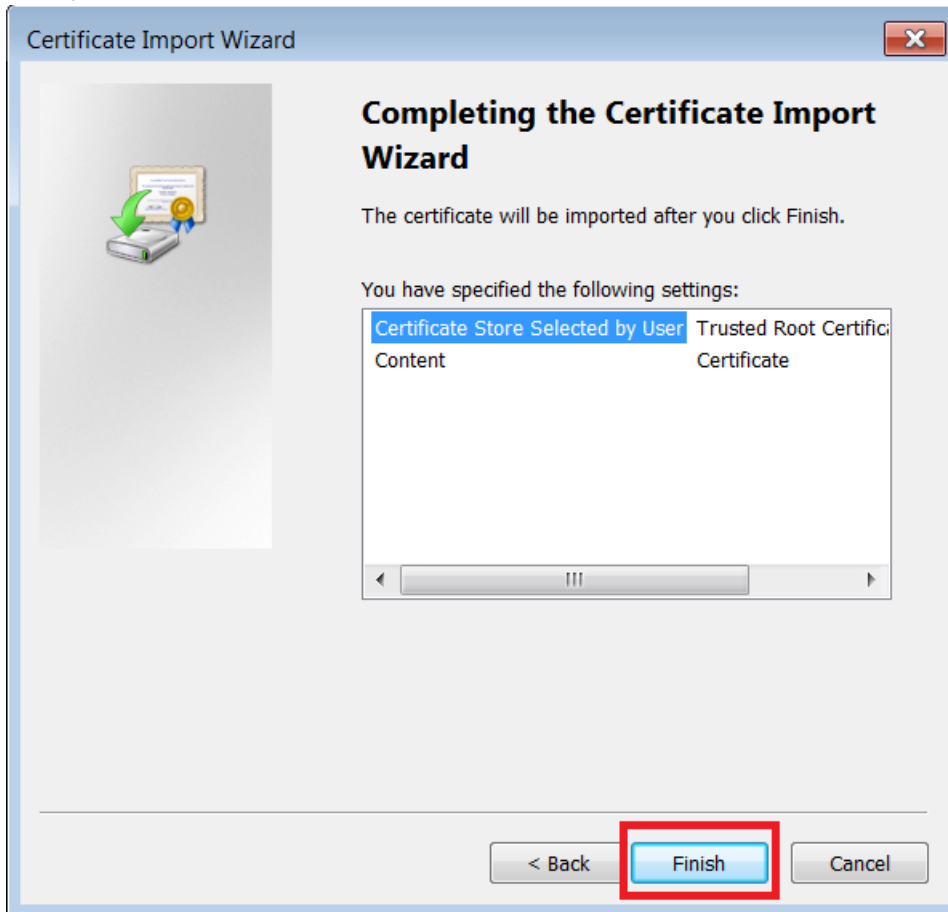 Certificate Import Wizard
Completing the Certificate Import
Wizard
The certificate will be imported after you click Finish.
You have specified the following settings:
Certificate Store Selected by User Trusted Root Certific
Content Certificate
< Back Finish Cancel